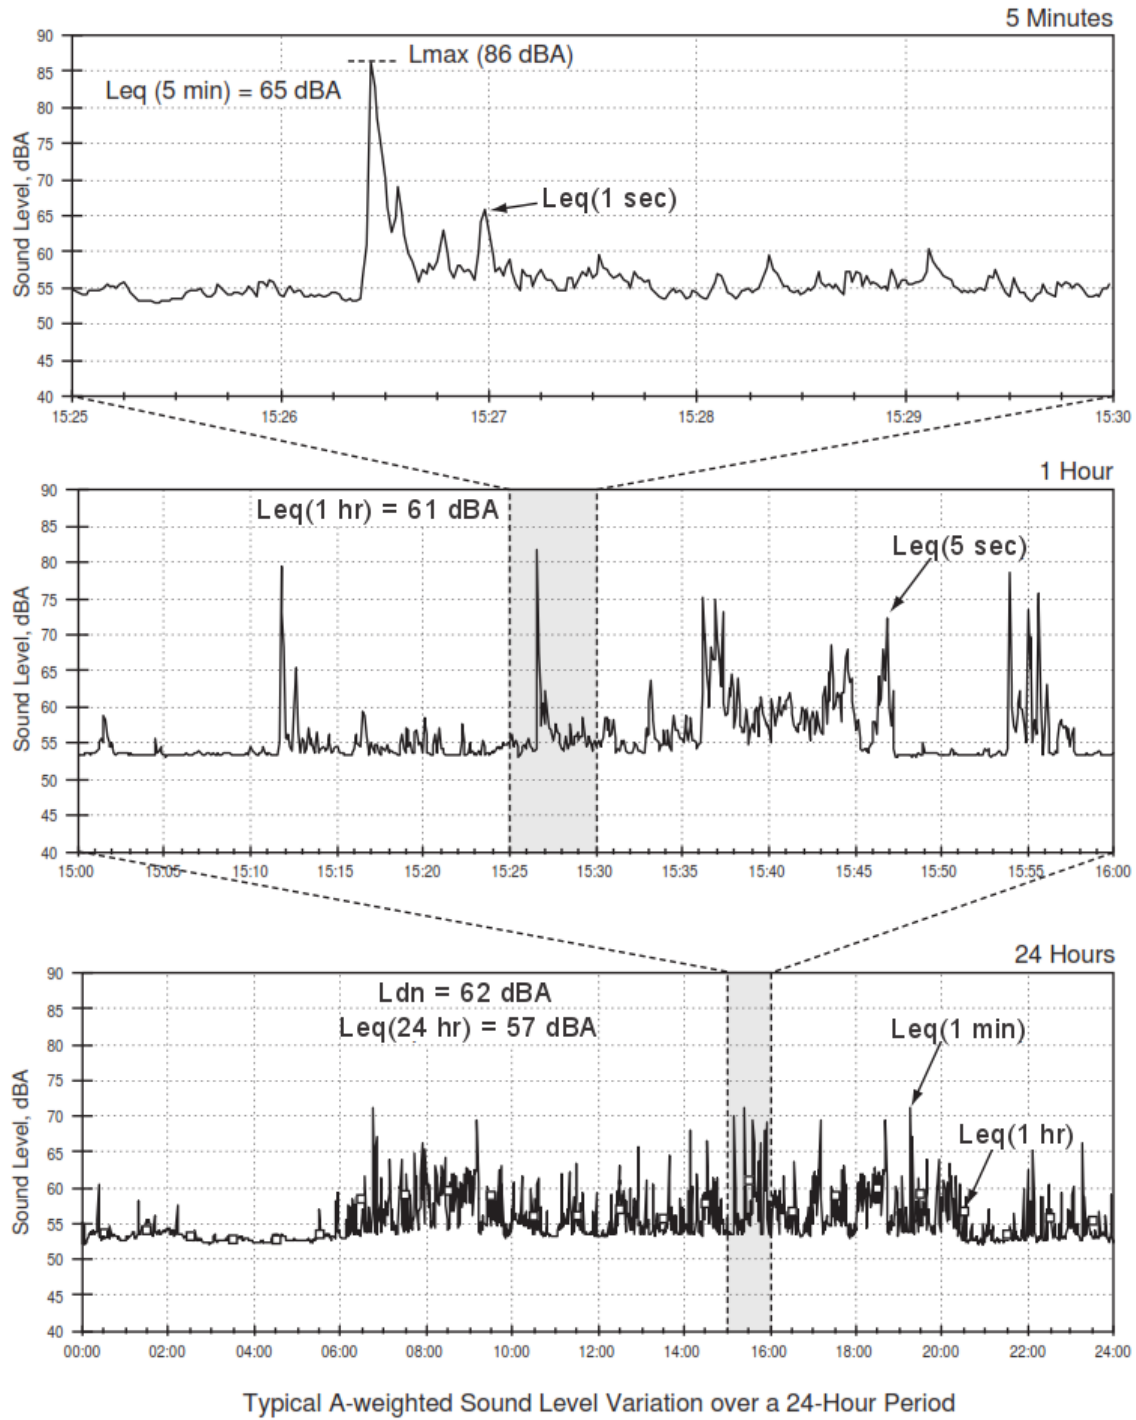 5 Minutes
90
85
80
75
70
65
60
55
50
45
40
Sound Level, dBA
Lmax (86 dBA)
Leq (5 min) = 65 dBA
Leq(1 sec)
15:25 15:26 15:27 15:28 15:29 15:30
1 Hour
90
85
80
75
70
65
60
55
50
45
40
Sound Level, dBA
Leq(1 hr) = 61 dBA
Leq(5 sec)
15:00 15:05 15:10 15:15 15:20 15:25 15:30 15:35 15:40 15:45 15:50 15:55 16:00
24 Hours
90
85
80
75
70
65
60
55
50
45
40
Sound Level, dBA
Ldn = 62 dBA
Leq(24 hr) = 57 dBA
Leq(1 min)
Leq(1 hr)
00:00 02:00 04:00 06:00 08:00 10:00 12:00 14:00 16:00 18:00 20:00 22:00 24:00
Typical A-weighted Sound Level Variation over a 24-Hour Period